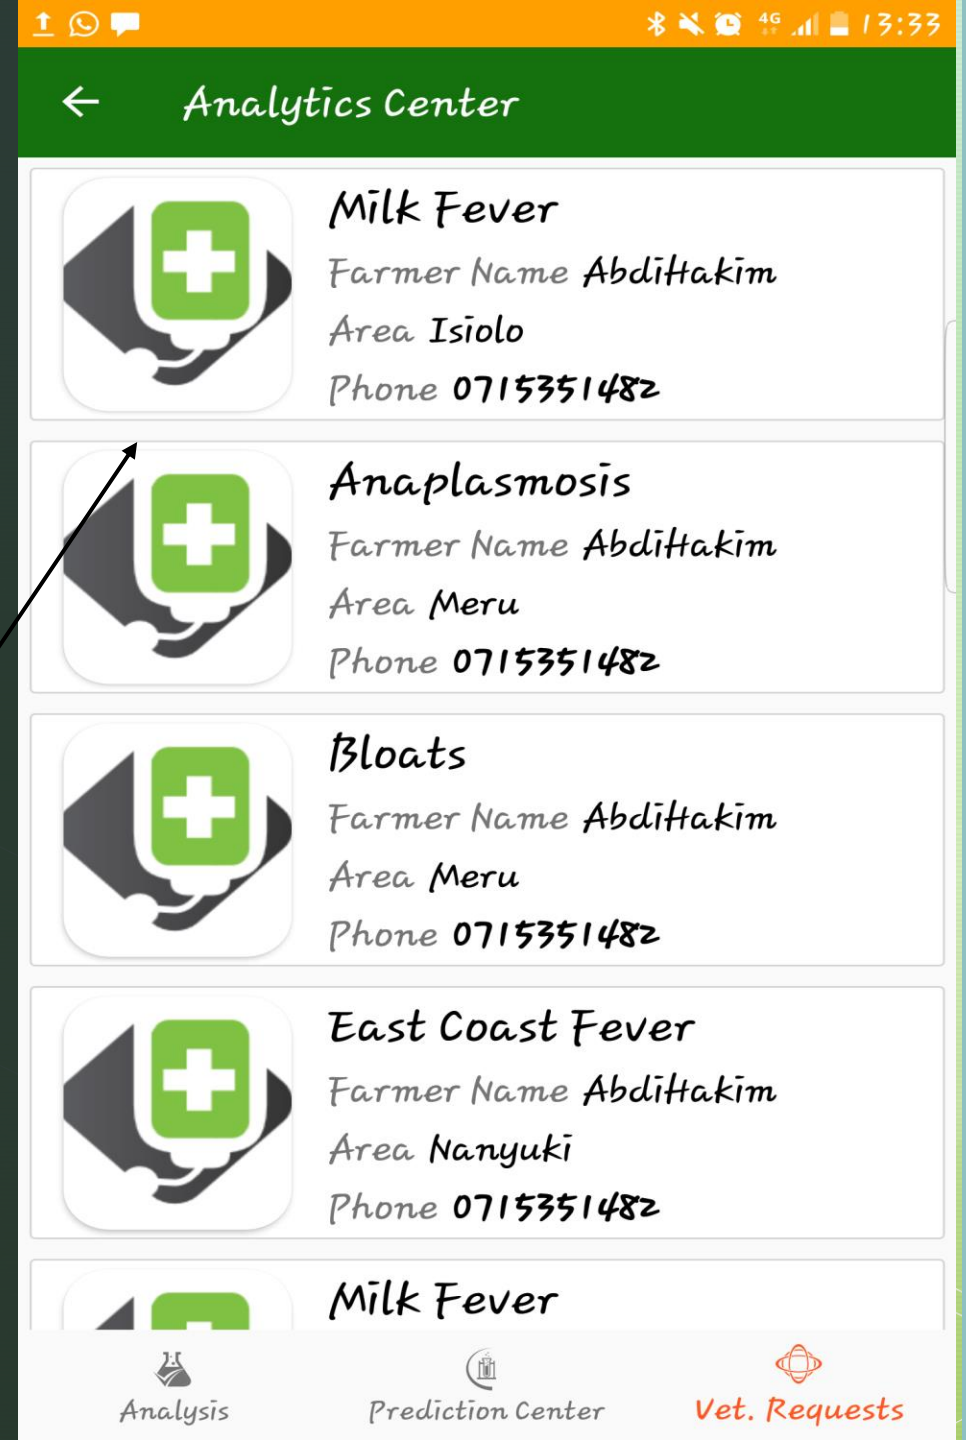 4G 13:33
Analytics Center
Milk Fever
Farmer Name AbdiHakim
Area Isiolo
Phone 0715351482
Anaplasmosis
Farmer Name AbdiHakim
Area Meru
Phone 0715351482
Bloats
Farmer Name AbdiHakim
Area Meru
Phone 0715351482
East Coast Fever
Farmer Name AbdiHakim
Area Nanyuki
Phone 0715351482
Milk Fever
Analysis Prediction Center Vet. Requests